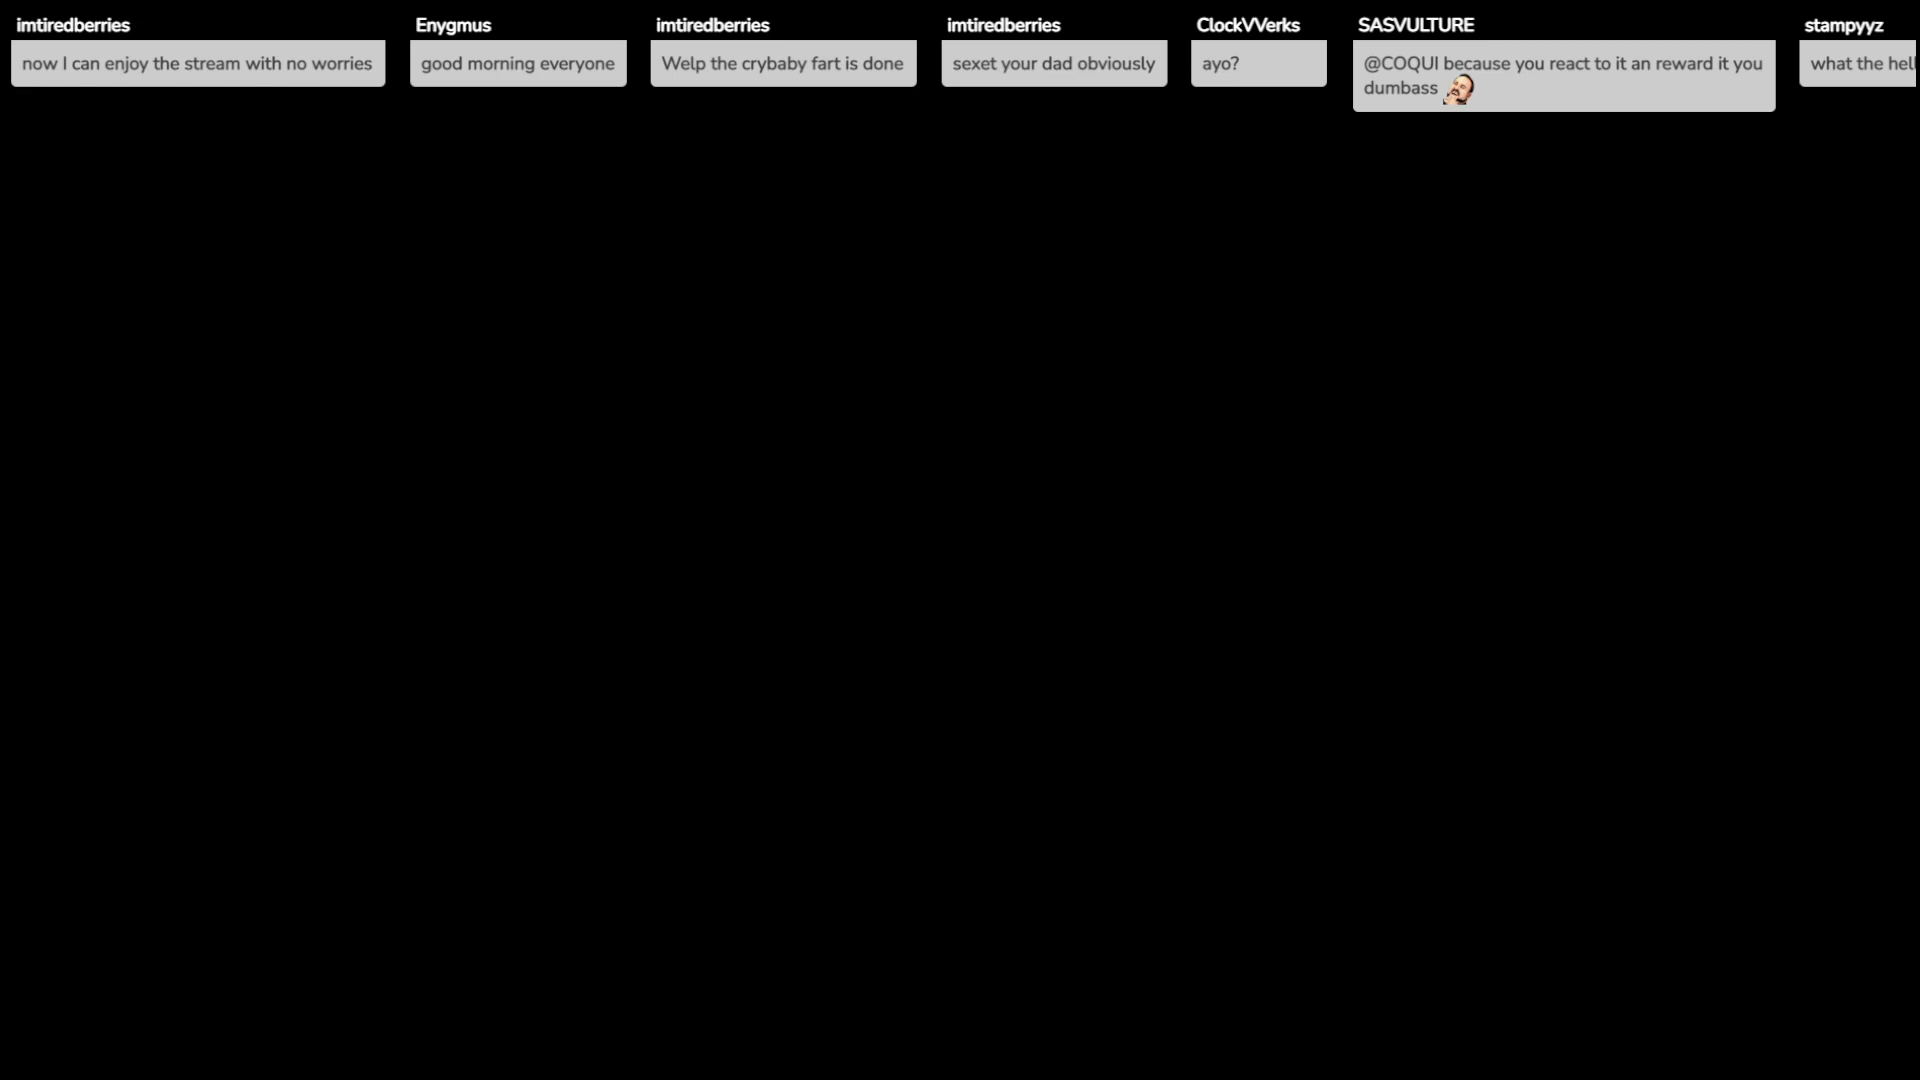 imtiredberries
now I can enjoy the stream with no worries
Enygmus
good morning everyone
imtiredberries
Welp the crybaby fart is done
imtiredberries
sexet your dad obviously
ClockVVerks
ayo?
SASVULTURE
@COQUI because you react to it an reward it you
dumbass
stampyyz
what the hell